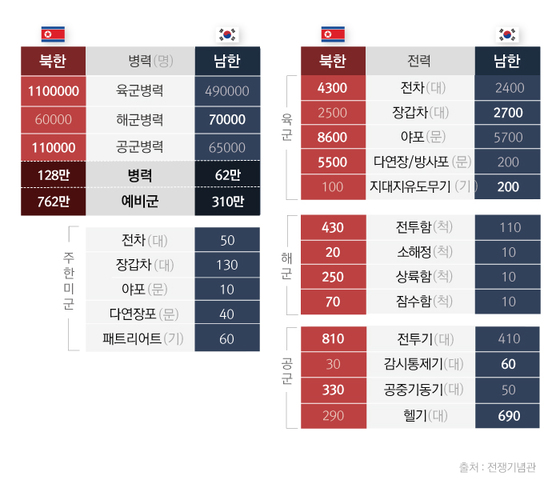 북한 병력(명) 남한
1100000 육군병력 490000
60000 해군병력 70000
110000 공군병력 65000
128만 병력 62만
762만 예비군 310만
주한미군
전차(대) 50
장갑차(대) 130
야포(문) 10
다연장포(문) 40
패트리어트(기) 60
북한 전력 남한
육군
4300 전차(대) 2400
2500 장갑차(대) 2700
8600 야포(문) 5700
5500 다연장/방사포(문) 200
100 지대지유도무기(기) 200
해군
430 전투함(척) 110
20 소해정(척) 10
250 상륙함(척) 10
70 잠수함(척) 10
공군
810 전투기(대) 410
30 감시통제기(대) 60
330 공중기동기(대) 50
290 헬기(대) 690
출처 : 전쟁기념관